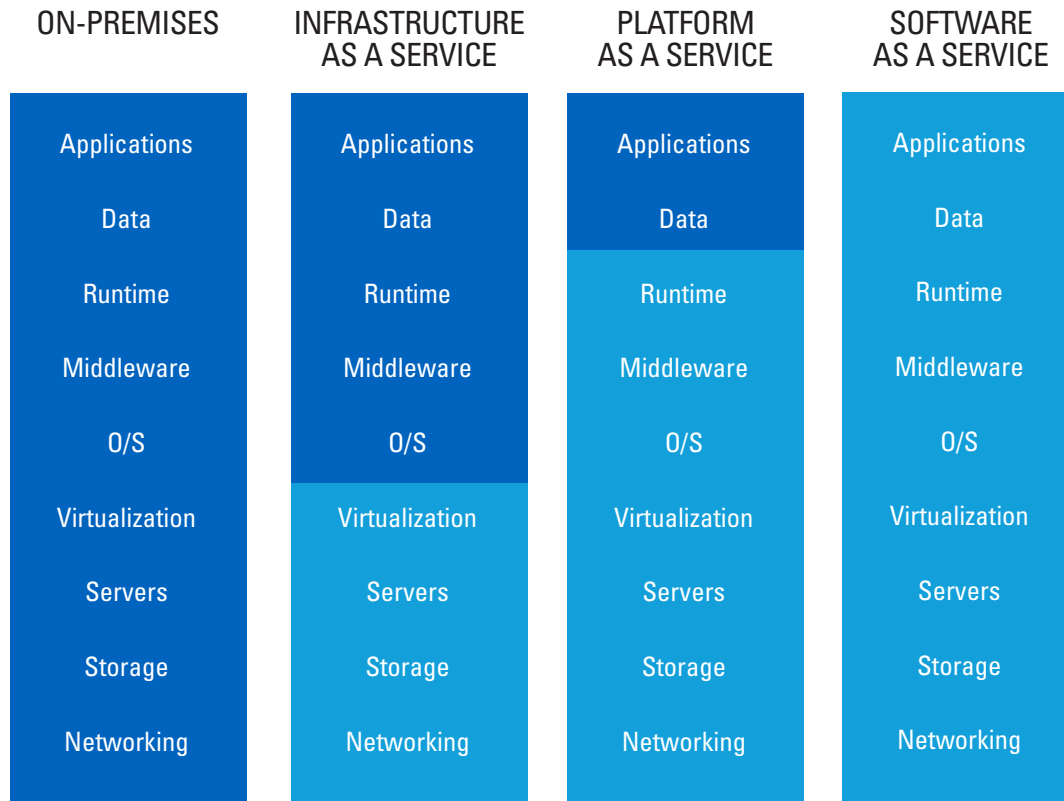 ON-PREMISES
Applications
Data
Runtime
Middleware
O/S
Virtualization
Servers
Storage
Networking
INFRASTRUCTURE
AS A SERVICE
Applications
Data
Runtime
Middleware
O/S
Virtualization
Servers
Storage
Networking
PLATFORM
AS A SERVICE
Applications
Data
Runtime
Middleware
O/S
Virtualization
Servers
Storage
Networking
SOFTWARE
AS A SERVICE
Applications
Data
Runtime
Middleware
O/S
Virtualization
Servers
Storage
Networking